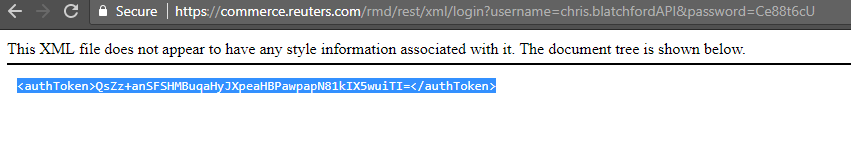 Secure https://commerce.reuters.com/rmd/rest/xml/login?username=chris.blatchfordAPI&password=Ce88t6cU
This XML file does not appear to have any style information associated with it. The document tree is shown below.
<authToken>QsZz+anSFSHMBuqaHyJXpeaHBPawpapN81kIX5wuiTI=</authToken>